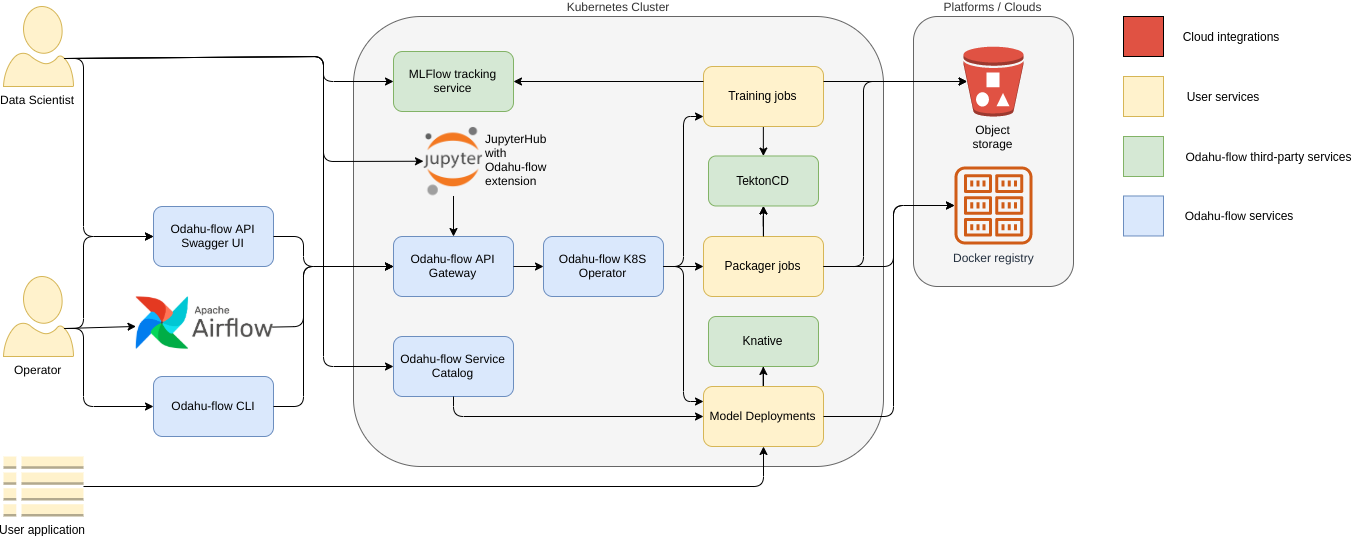 Kubernetes Cluster
Platforms / Clouds
Data Scientist
MLFlow tracking
service
Training jobs
Object
storage
Cloud integrations
User services
Odahu-flow third-party services
Odahu-flow services
jupyter
JupyterHub
with
Odahu-flow
extension
TektonCD
Odahu-flow API
Swagger UI
Odahu-flow API
Gateway
Odahu-flow K8S
Operator
Packager jobs
Docker registry
Operator
Apache
Airflow
Knative
Odahu-flow Service
Catalog
Odahu-flow CLI
Model Deployments
User application